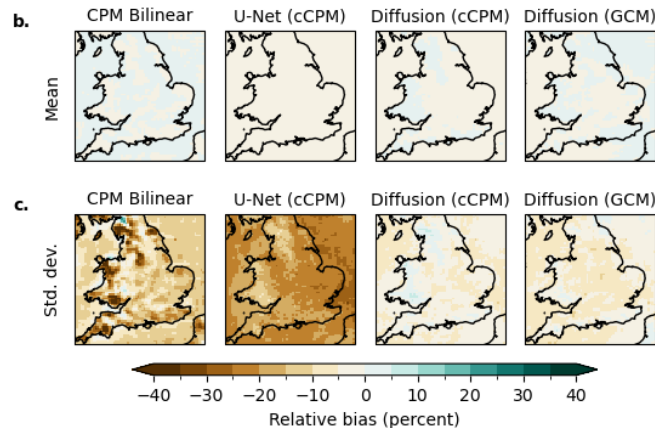 b.
CPM Bilinear U-Net (cCPM) Diffusion (cCPM) Diffusion (GCM)
Mean
c.
CPM Bilinear U-Net (cCPM) Diffusion (cCPM) Diffusion (GCM)
Std. dev.
−40 −30 −20 −10 0 10 20 30 40
Relative bias (percent)